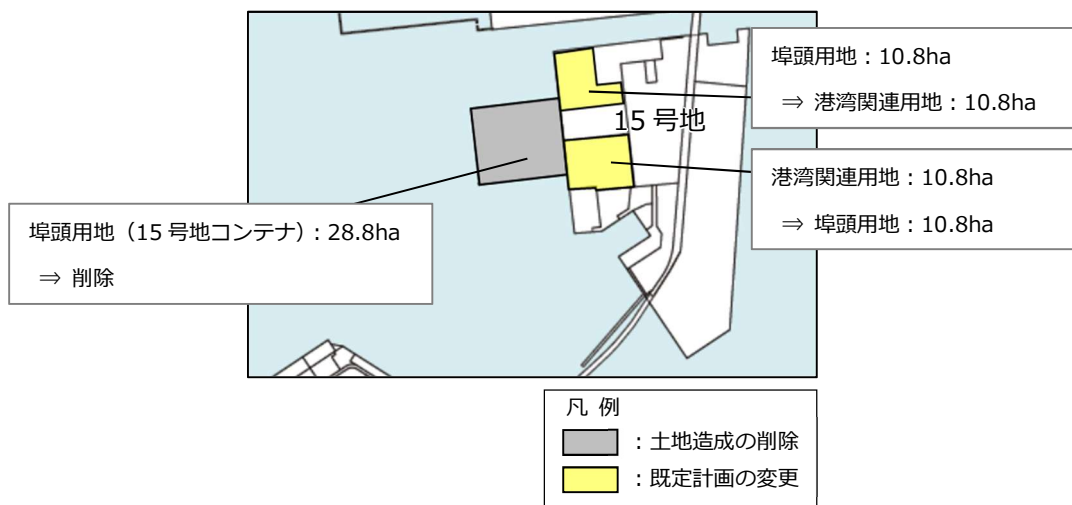 埠頭用地：10.8ha
⇒ 港湾関連用地：10.8ha
15 号地
港湾関連用地：10.8ha
⇒ 埠頭用地：10.8ha
埠頭用地（15 号地コンテナ）：28.8ha
⇒ 削除
凡 例
：土地造成の削除
：既定計画の変更